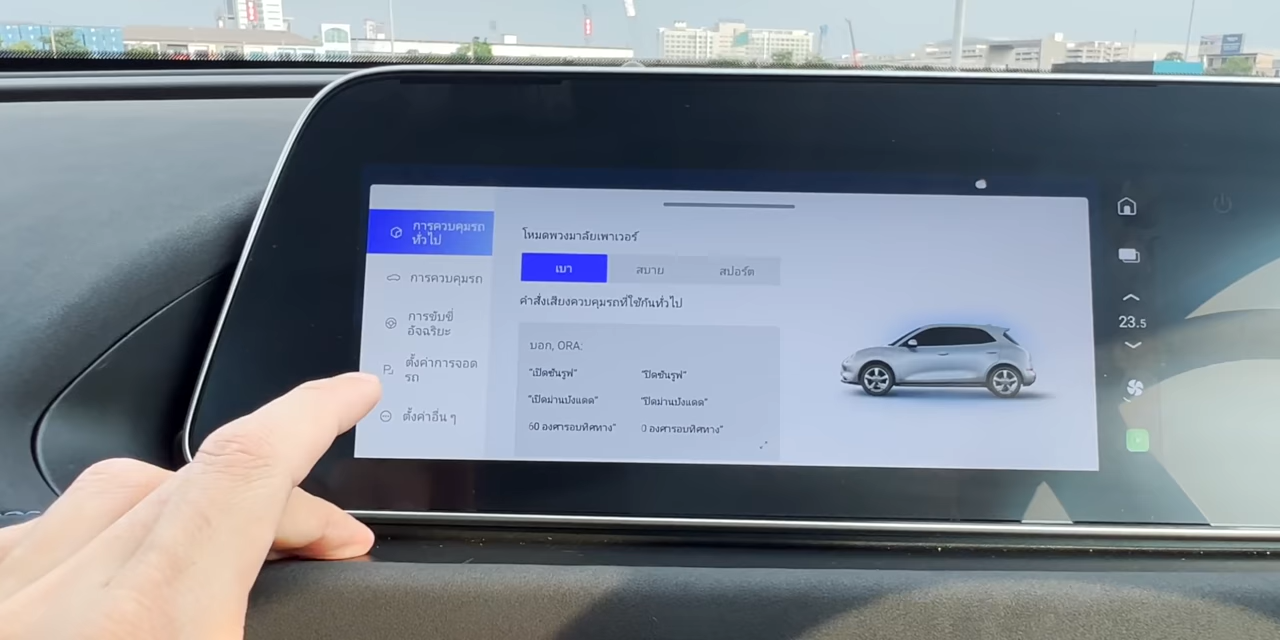 การควบคุมรถ
ทั่วไป
การควบคุมรถ
การขับขี่
อัจฉริยะ
ตั้งค่าการจอด
รถ
ตั้งค่าอื่น ๆ
โหมดพวงมาลัยเพาเวอร์
เบา
สบาย
สปอร์ต
คำสั่งเสียงควบคุมรถที่ใช้กันทั่วไป
บอก, ORA:
"เปิดซันรูฟ" "ปิดซันรูฟ"
"เปิดม่านบังแดด" "ปิดม่านบังแดด"
60 องศารอบทิศทาง" 0 องศารอบทิศทาง"
23.5